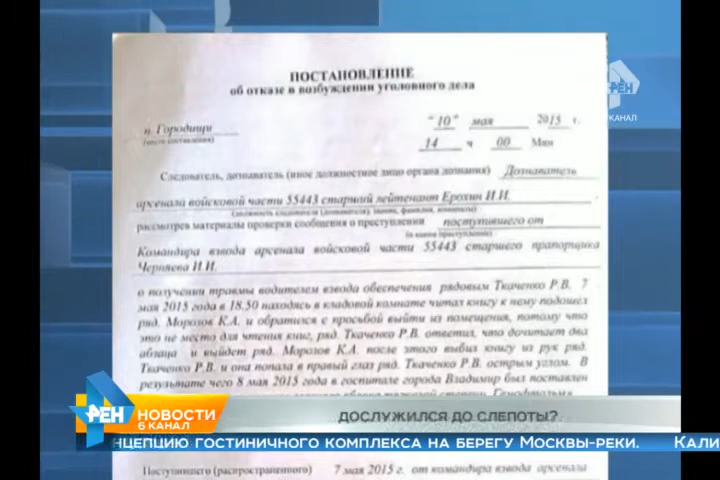 ПОСТАНОВЛЕНИЕ
об отказе в возбуждении уголовного дела
РЕН
6 КАНАЛ
п. Городищи
"10" мая 2015 г.
(место составления)
14 ч 00 Мин
Следователь, дознаватель (иное должностное лицо органа дознания) Дознаватель
арсенала войсковой части 55443 старший лейтенант Ерохин И.И.
рассмотрев материалы проверки сообщения о преступлении поступившего от
Командира взвода арсенала войсковой части 55443 старшего прапорщика
Черняева И.И.
о получении травмы водителем взвода обеспечения рядовым Ткаченко Р.В. 7
мая 2015 года в 18.50 находясь в кладовой комнате читал книгу к нему подошел
ряд. Морозов К.А. и обратился с просьбой выйти из помещения, потому что
это не место для чтения книг, ряд. Ткаченко Р.В. ответил, что дочитает два
абзаца и выйдет ряд. Морозов К.А. после этого выбил книгу из рук ряд.
Ткаченко Р.В. и она попала в правый глаз ряд. Ткаченко Р.В. острым углом. В
результате чего 8 мая 2015 года в госпитале города Владимир был поставлен
РЕН
НОВОСТИ
6 КАНАЛ
ДОСЛУЖИЛСЯ ДО СЛЕПОТЫ?
НЦЕПЦИЮ ГОСТИНИЧНОГО КОМПЛЕКСА НА БЕРЕГУ МОСКВЫ-РЕКИ. КАЛИ
Поступившего (распространенного) 7 мая 2015 г. от командира взвода арсенала